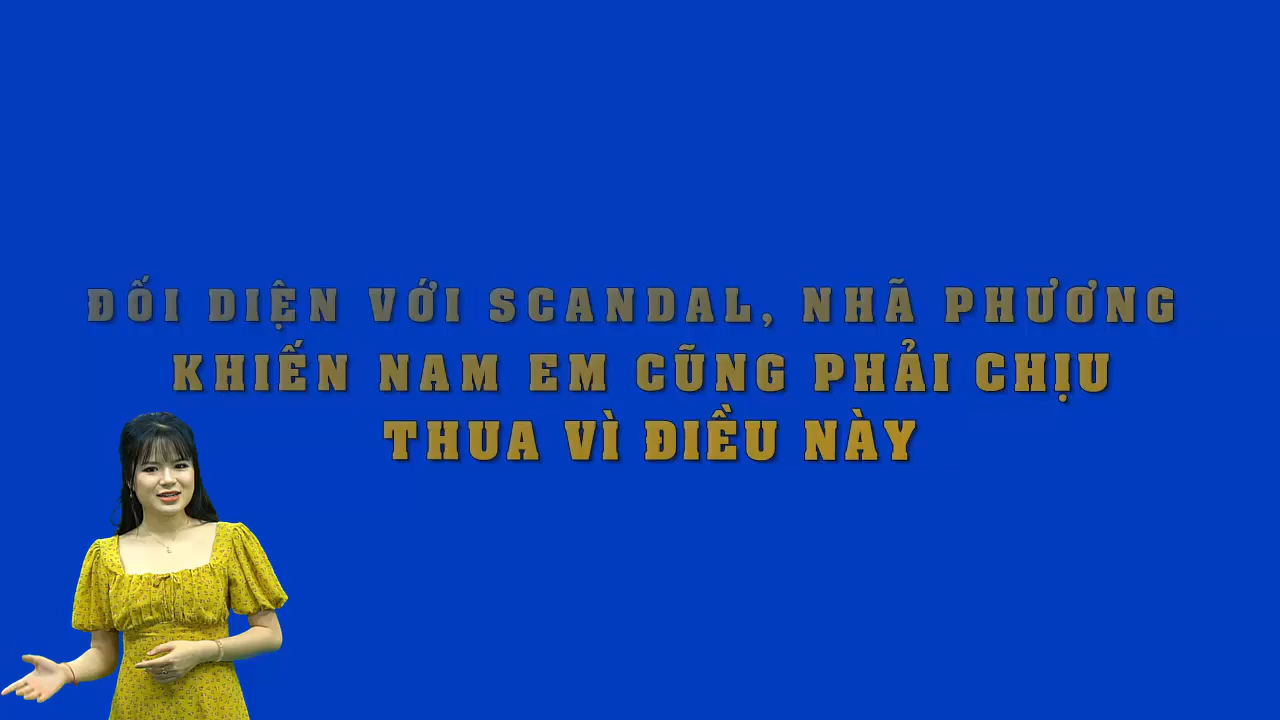 ĐỐI DIỆN VỚI SCANDAL, NHÃ PHƯƠNG
KHIẾN NAM EM CŨNG PHẢI CHỊU
THUA VÌ ĐIỀU NÀY